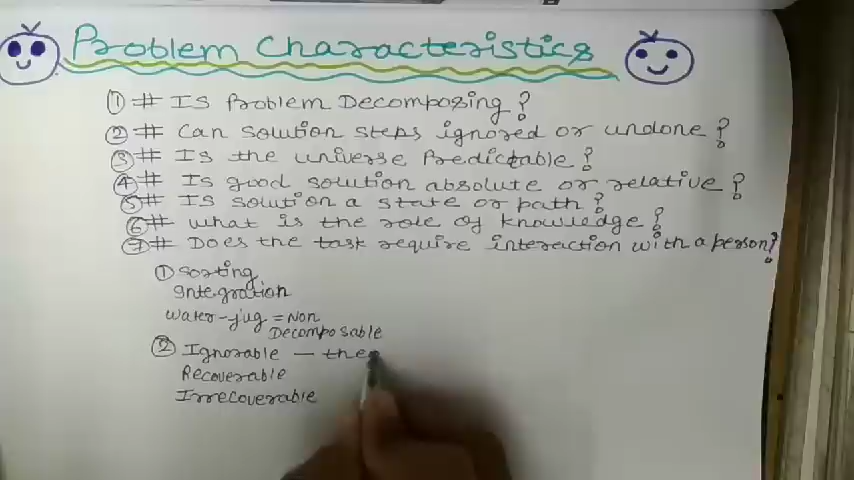 Problem Characteristics
① # Is Problem Decomposing?
② # Can solution steps ignored or undone?
③ # Is the universe Predictable?
④ # Is good solution absolute or relative?
⑤ # Is solution a state or path?
⑥ # what is the role of knowledge?
⑦ # Does the task require interaction with a person?
① Sorting
Integration
Water-jug = Non
Decomposable
② Ignorable — the
Recoverable
Irrecoverable